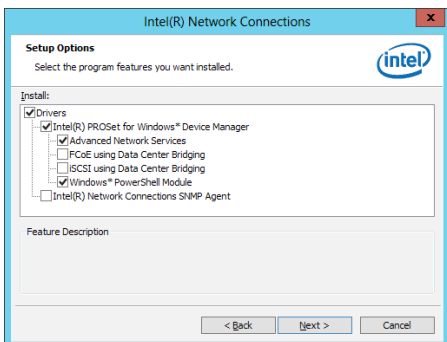 Intel(R) Network Connections
x
Setup Options
Select the program features you want installed.
intel
Install:
Drivers
Intel(R) PROSet for Windows* Device Manager
Advanced Network Services
FCoE using Data Center Bridging
iSCSI using Data Center Bridging
Windows* PowerShell Module
Intel(R) Network Connections SNMP Agent
Feature Description
< Back Next > Cancel